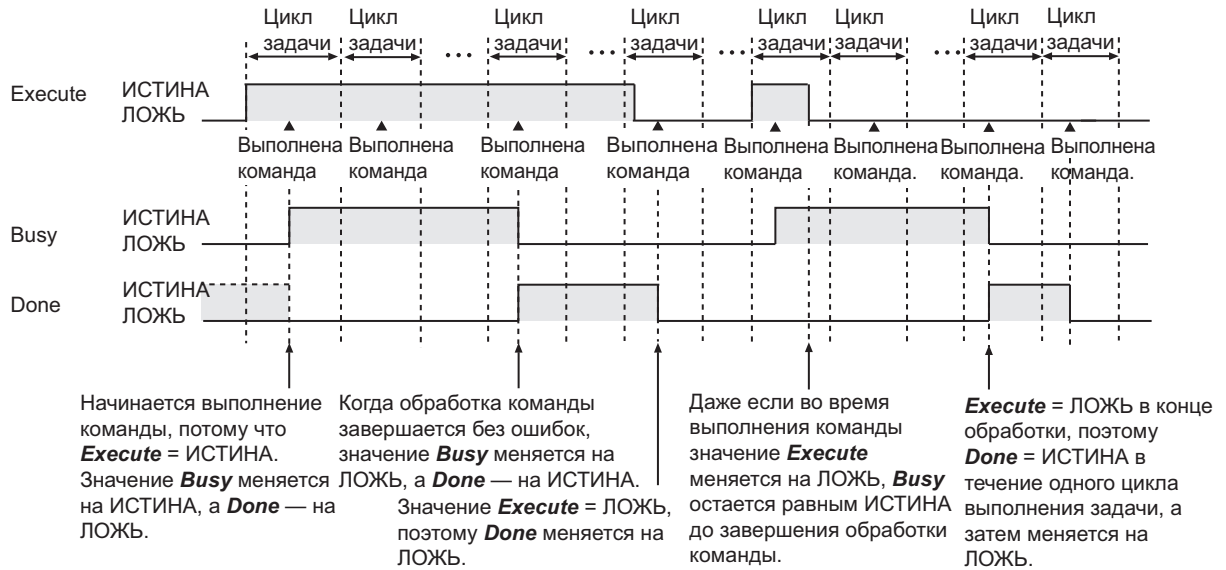 Цикл задачи Цикл задачи ... Цикл задачи ... Цикл задачи ... Цикл задачи Цикл задачи ... Цикл задачи Цикл задачи
Execute
ИСТИНА
ЛОЖЬ
Выполнена команда
Выполнена команда
Выполнена команда
Выполнена команда
Выполнена команда
Выполнена команда.
Выполнена команда.
Выполнена команда.
Busy
ИСТИНА
ЛОЖЬ
Done
ИСТИНА
ЛОЖЬ
Начинается выполнение
команды, потому что
Execute = ИСТИНА.
Значение Busy меняется
на ИСТИНА, а Done — на
ЛОЖЬ.
Когда обработка команды
завершается без ошибок,
значение Busy меняется на
ЛОЖЬ, а Done — на ИСТИНА.
Значение Execute = ЛОЖЬ,
поэтому Done меняется на
ЛОЖЬ.
Даже если во время
выполнения команды
значение Execute
меняется на ЛОЖЬ, Busy
остается равным ИСТИНА
до завершения обработки
команды.
Execute = ЛОЖЬ в конце
обработки, поэтому
Done = ИСТИНА в
течение одного цикла
выполнения задачи, а
затем меняется на
ЛОЖЬ.